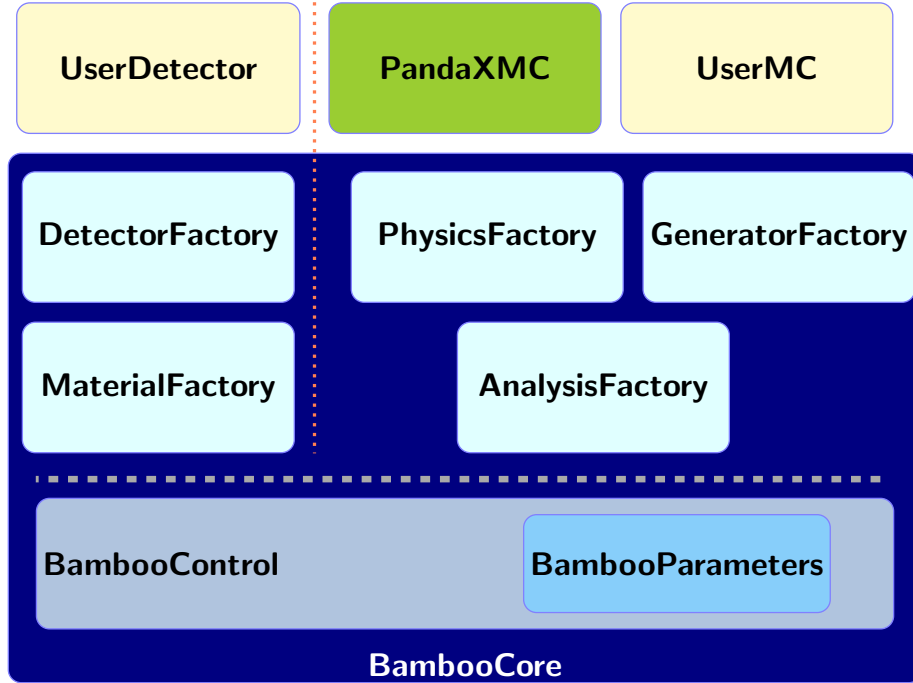 UserDetector
PandaXMC
UserMC
DetectorFactory
PhysicsFactory
GeneratorFactory
MaterialFactory
AnalysisFactory
BambooControl
BambooParameters
BambooCore